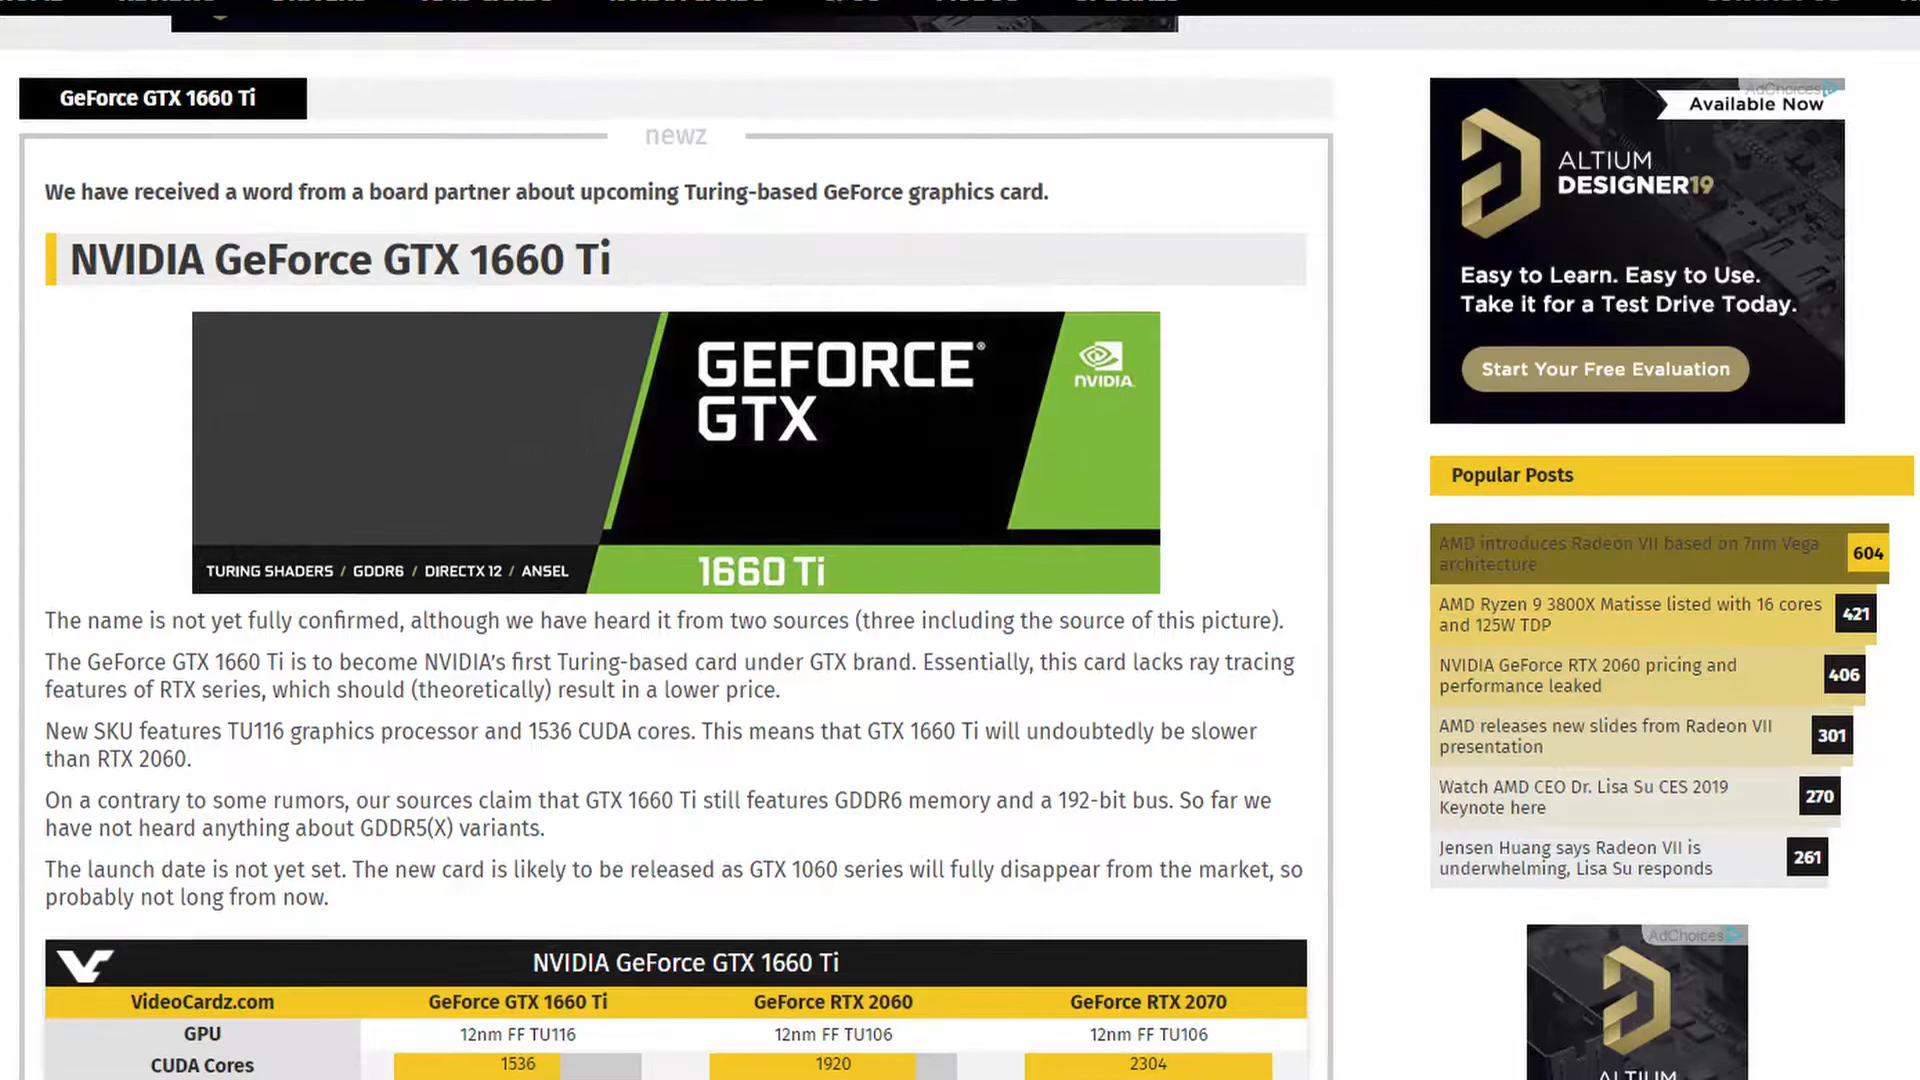 GeForce GTX 1660 Ti
newz
We have received a word from a board partner about upcoming Turing-based GeForce graphics card.
NVIDIA GeForce GTX 1660 Ti
GEFORCE®
GTX
NVIDIA
TURING SHADERS / GDDR6 / DIRECTX 12 / ANSEL
1660 Ti
The name is not yet fully confirmed, although we have heard it from two sources (three including the source of this picture).
The GeForce GTX 1660 Ti is to become NVIDIA's first Turing-based card under GTX brand. Essentially, this card lacks ray tracing
features of RTX series, which should (theoretically) result in a lower price.
New SKU features TU116 graphics processor and 1536 CUDA cores. This means that GTX 1660 Ti will undoubtedly be slower
than RTX 2060.
On a contrary to some rumors, our sources claim that GTX 1660 Ti still features GDDR6 memory and a 192-bit bus. So far we
have not heard anything about GDDR5(X) variants.
The launch date is not yet set. The new card is likely to be released as GTX 1060 series will fully disappear from the market, so
probably not long from now.
NVIDIA GeForce GTX 1660 Ti
VideoCardz.com GeForce GTX 1660 Ti GeForce RTX 2060 GeForce RTX 2070
GPU 12nm FF TU116 12nm FF TU106 12nm FF TU106
CUDA Cores 1536 1920 2304
AdChoices
Available Now
ALTIUM
DESIGNER19
Easy to Learn. Easy to Use.
Take it for a Test Drive Today.
Start Your Free Evaluation
Popular Posts
AMD introduces Radeon VII based on 7nm Vega
architecture
604
AMD Ryzen 9 3800X Matisse listed with 16 cores
and 125W TDP
421
NVIDIA GeForce RTX 2060 pricing and
performance leaked
406
AMD releases new slides from Radeon VII
presentation
301
Watch AMD CEO Dr. Lisa Su CES 2019
Keynote here
270
Jensen Huang says Radeon VII is
underwhelming, Lisa Su responds
261
AdChoices
ALTIUM